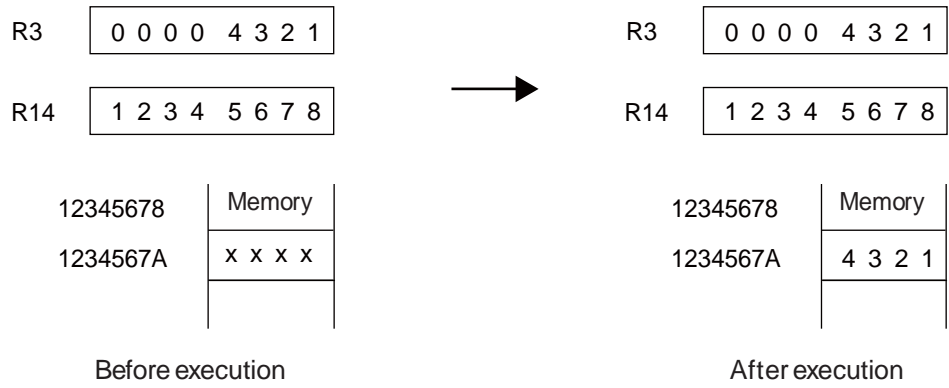 R3 0 0 0 0 4 3 2 1
R14 1 2 3 4 5 6 7 8
12345678 Memory
1234567A x x x x
Before execution
R3 0 0 0 0 4 3 2 1
R14 1 2 3 4 5 6 7 8
12345678 Memory
1234567A 4 3 2 1
After execution